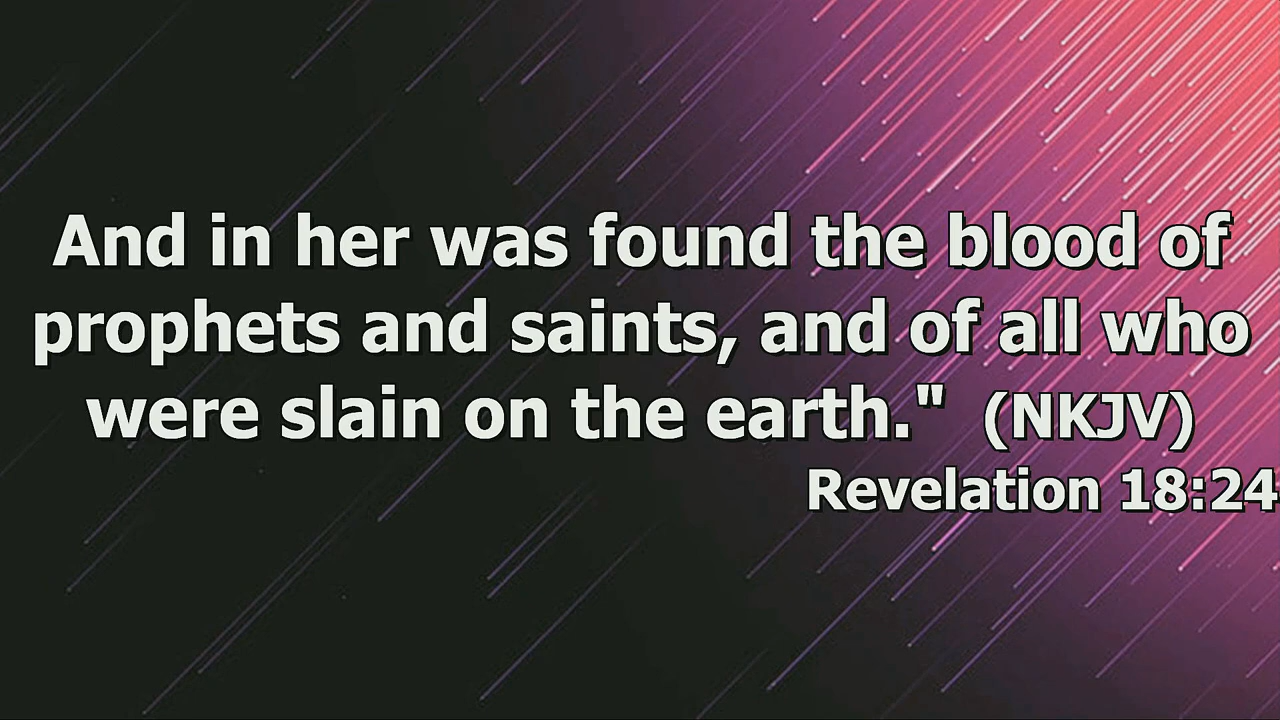 And in her was found the blood of
prophets and saints, and of all who
were slain on the earth." (NKJV)
Revelation 18:24